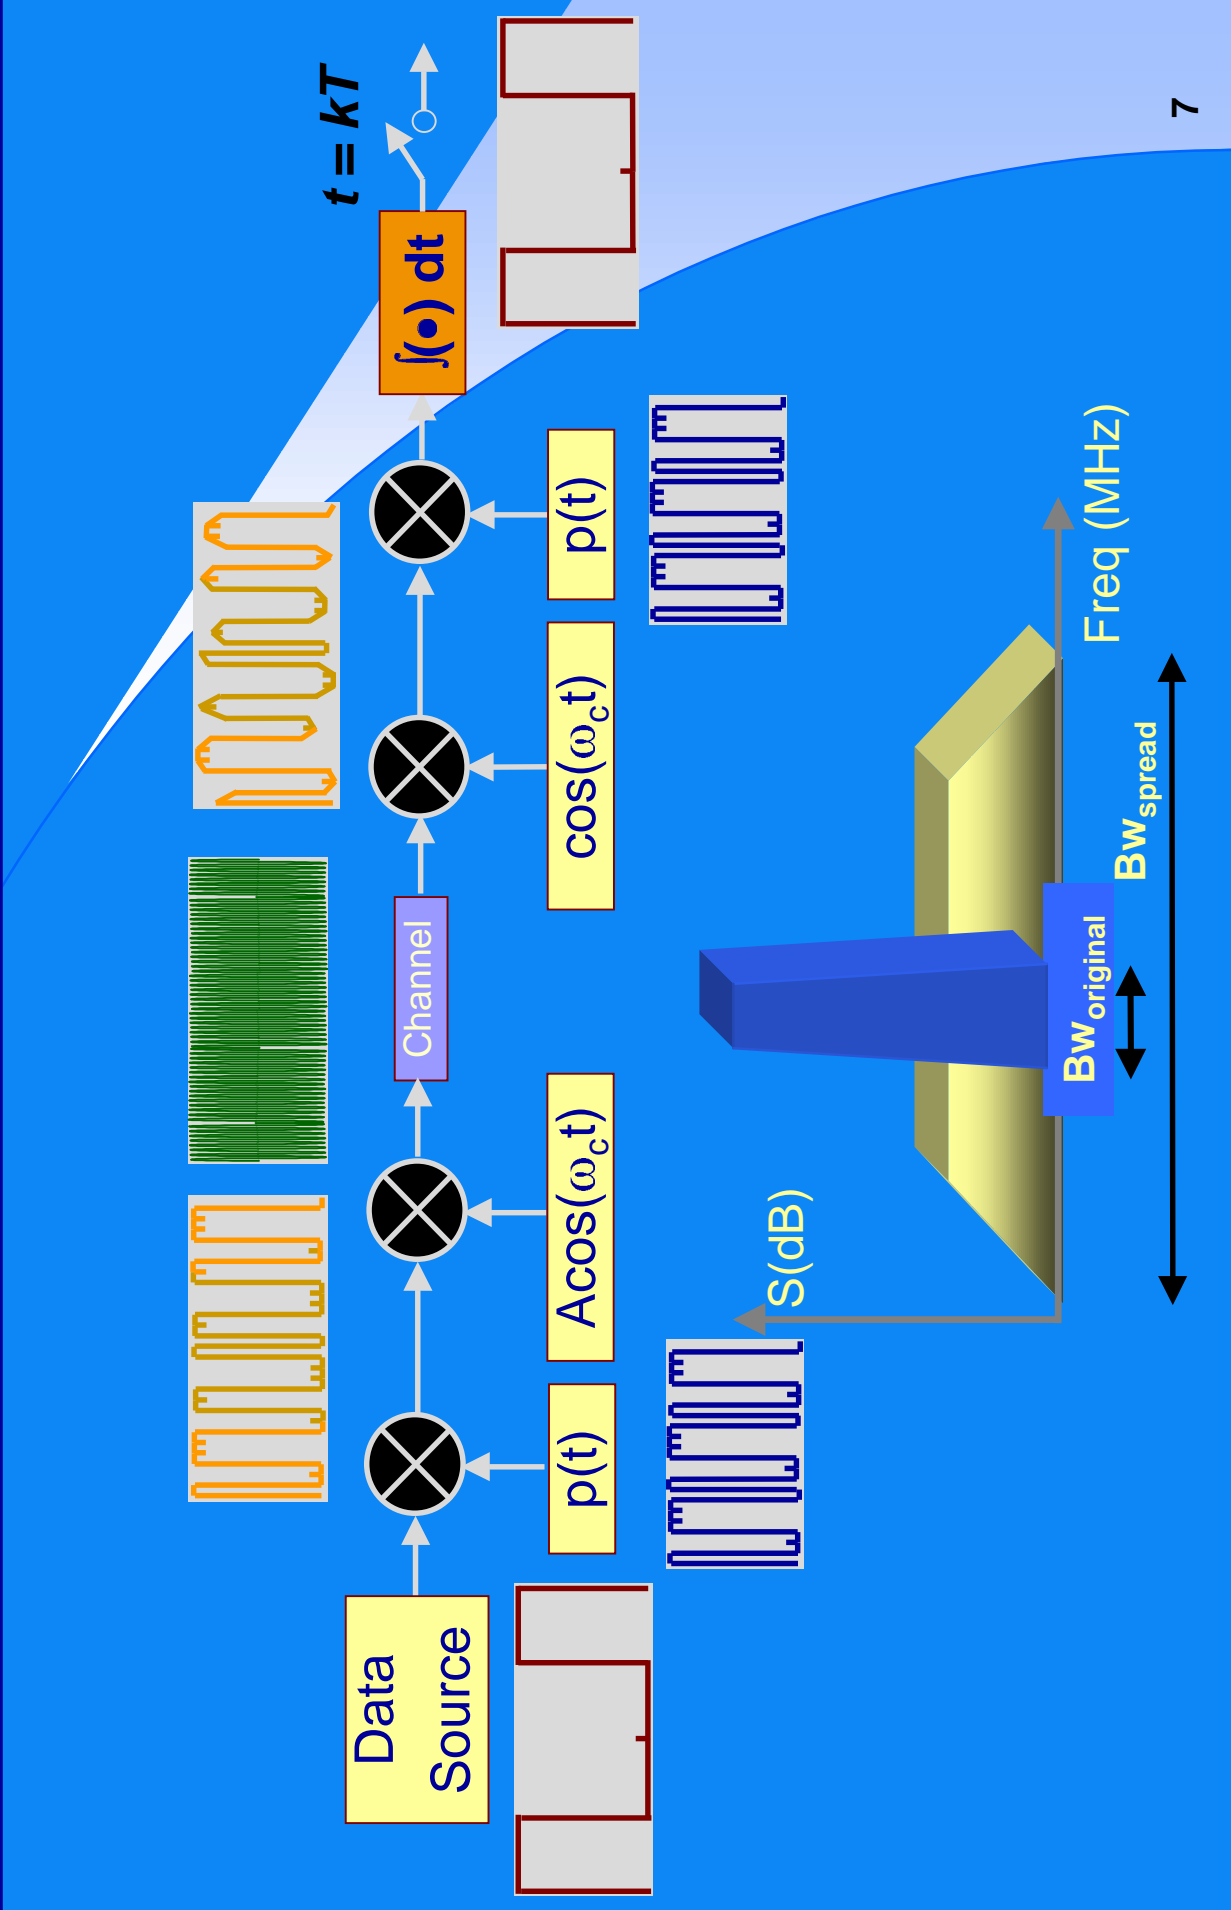 t = kT
Data
Source
Channel
∫(•) dt
p(t)
Acos(ωct)
cos(ωct)
p(t)
S(dB)
Bworiginal
Bwspread
Freq (MHz)
7